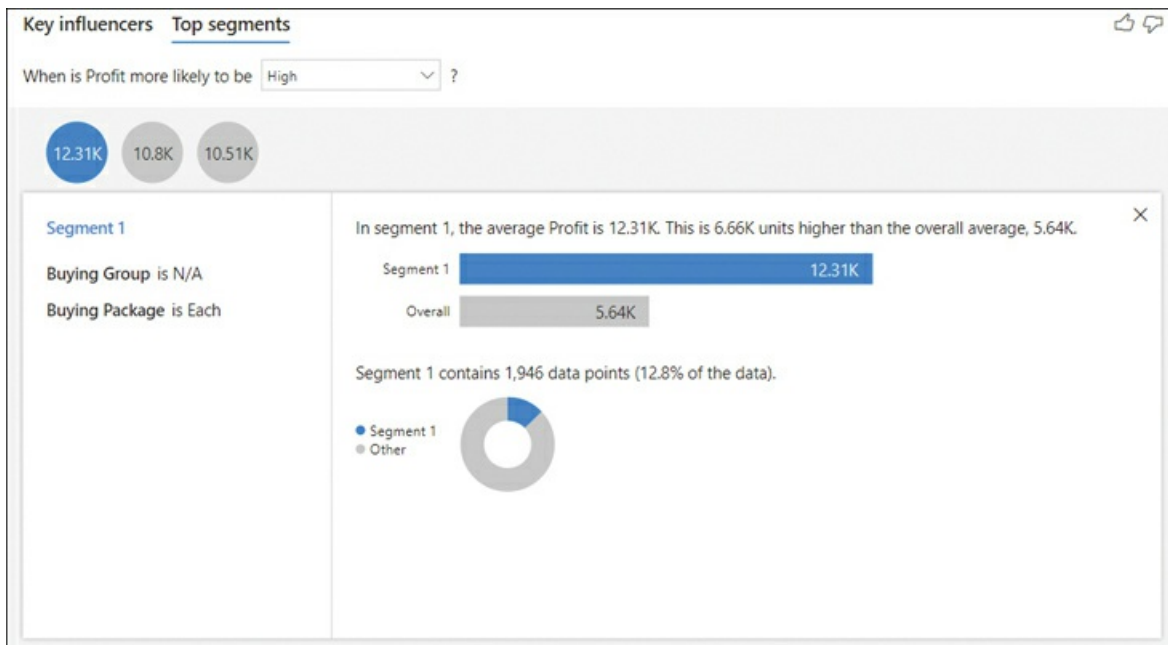 Key influencers Top segments
When is Profit more likely to be High ?
12.31K 10.8K 10.51K
Segment 1
Buying Group is N/A
Buying Package is Each
In segment 1, the average Profit is 12.31K. This is 6.66K units higher than the overall average, 5.64K.
Segment 1 12.31K
Overall 5.64K
Segment 1 contains 1,946 data points (12.8% of the data).
Segment 1
Other